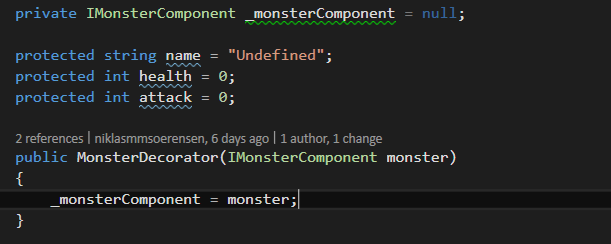 private IMonsterComponent _monsterComponent = null;
protected string name = "Undefined";
protected int health = 0;
protected int attack = 0;
2 references | niklasmmsoerensen, 6 days ago | 1 author, 1 change
public MonsterDecorator(IMonsterComponent monster)
{
    _monsterComponent = monster;
}